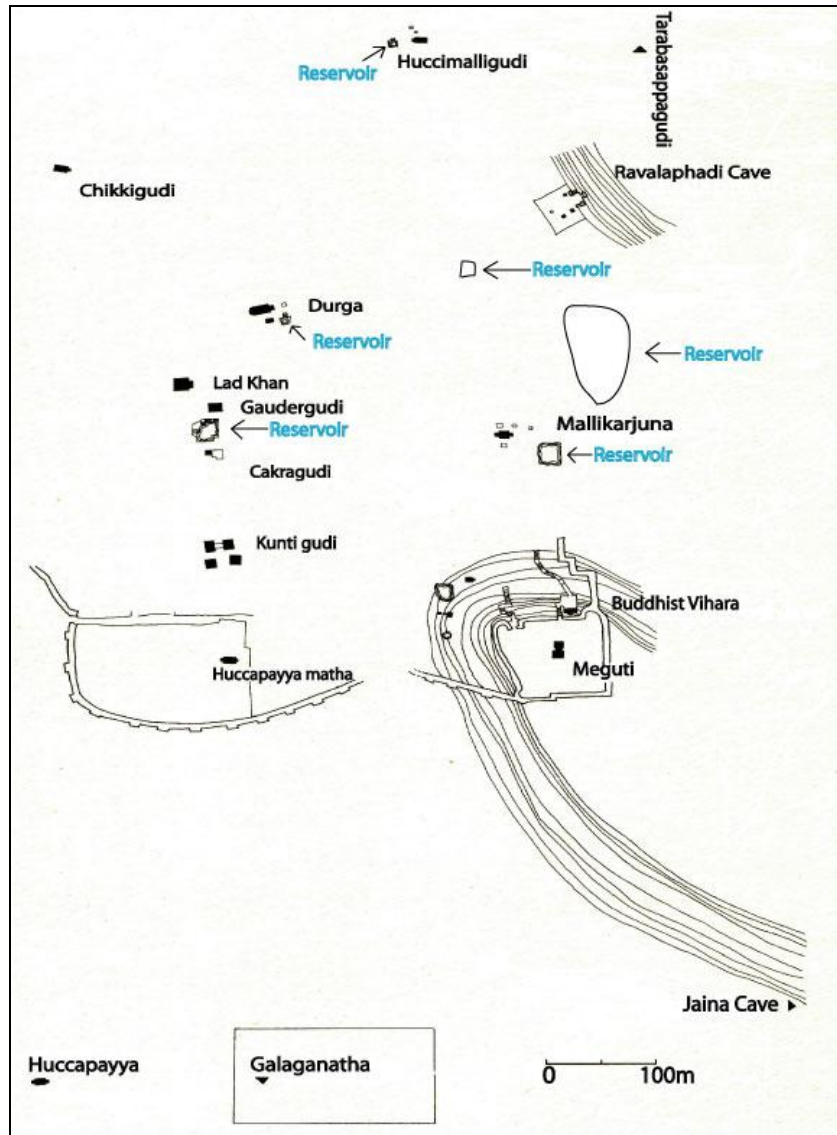 Tarabasappagudi
Reservoir
Huccimalligudi
Ravalaphadi Cave
Chikkigudi
Reservoir
Durga
Reservoir
Reservoir
Lad Khan
Gaudergudi
Reservoir
Mallikarjuna
Reservoir
Cakragudi
Kunti gudi
Buddhist Vihara
Huccapayya matha
Meguti
Jaina Cave
Huccapayya
Galaganatha
0 100m